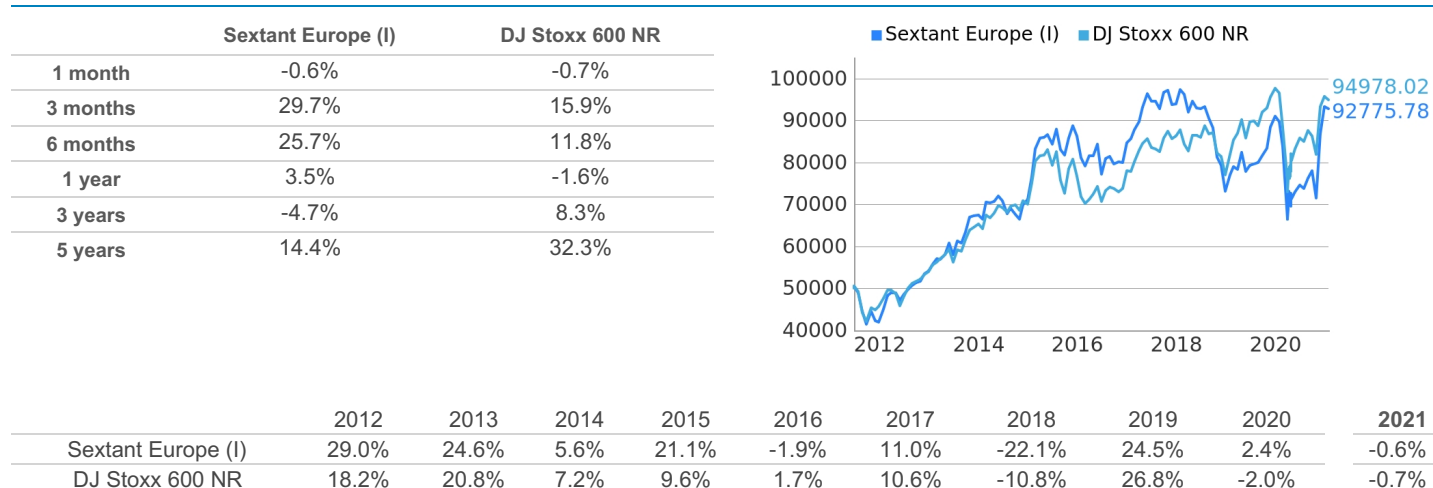 Sextant Europe (I) DJ Stoxx 600 NR
1 month -0.6% -0.7%
3 months 29.7% 15.9%
6 months 25.7% 11.8%
1 year 3.5% -1.6%
3 years -4.7% 8.3%
5 years 14.4% 32.3%
Sextant Europe (I) DJ Stoxx 600 NR
100000
90000
80000
70000
60000
50000
40000
94978.02
92775.78
2012 2014 2016 2018 2020
2012 2013 2014 2015 2016 2017 2018 2019 2020 2021
Sextant Europe (I) 29.0% 24.6% 5.6% 21.1% -1.9% 11.0% -22.1% 24.5% 2.4% -0.6%
DJ Stoxx 600 NR 18.2% 20.8% 7.2% 9.6% 1.7% 10.6% -10.8% 26.8% -2.0% -0.7%